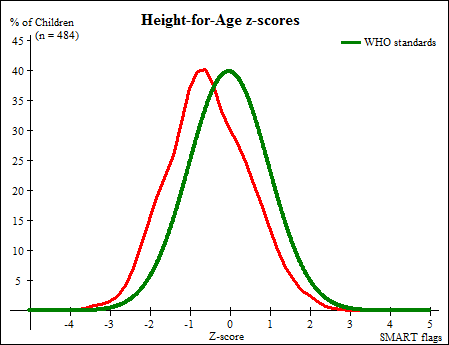 Height-for-Age z-scores
% of Children
(n = 484)
WHO standards
45
40
35
30
25
20
15
10
5
-4 -3 -2 -1 0 1 2 3 4 5
Z-score
SMART flags